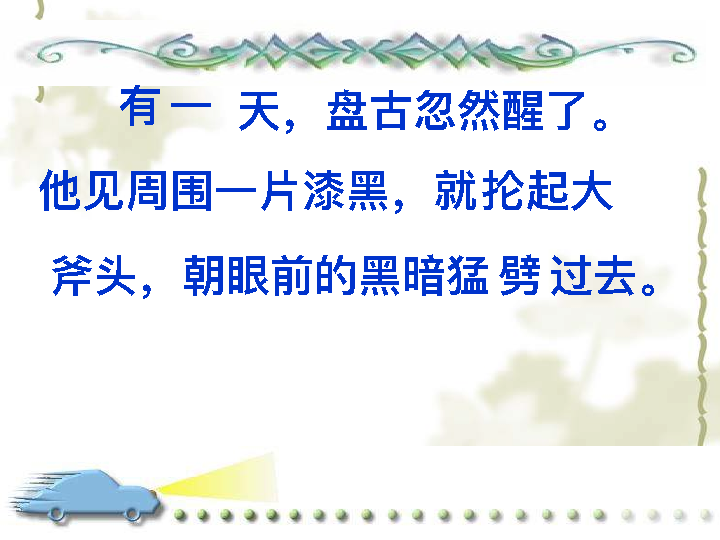 有一 天，盘古忽然醒了。
他见周围一片漆黑，就抡起大
斧头，朝眼前的黑暗猛 劈 过去。